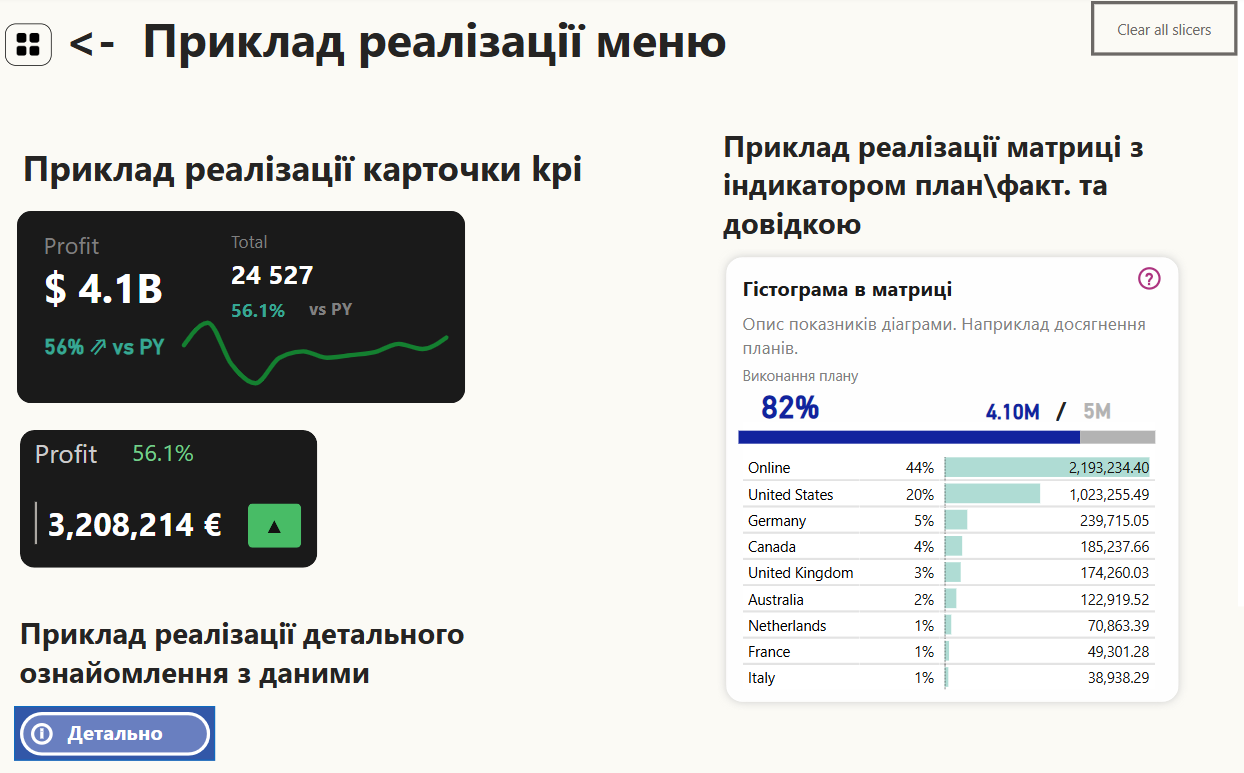 <- Приклад реалізації меню
Clear all slicers
Приклад реалізації карточки kpi
Profit
$ 4.1B
56% ⇗ vs PY
Total
24 527
56.1% vs PY
Profit 56.1%
3,208,214 € ▲
Приклад реалізації детального
ознайомлення з даними
Детально
Приклад реалізації матриці з
індикатором план\факт. та
довідкою
Гістограма в матриці
?
Опис показників діаграми. Наприклад досягнення
планів.
Виконання плану
82% 4.10M / 5M
Online 44% 2,193,234.40
United States 20% 1,023,255.49
Germany 5% 239,715.05
Canada 4% 185,237.66
United Kingdom 3% 174,260.03
Australia 2% 122,919.52
Netherlands 1% 70,863.39
France 1% 49,301.28
Italy 1% 38,938.29